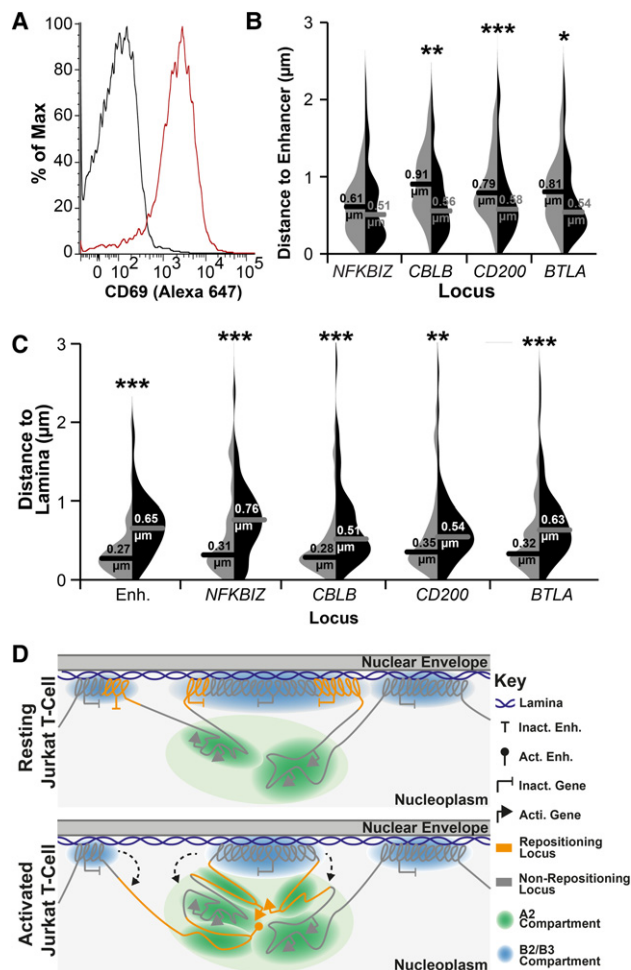 A
% of Max
100
80
60
40
20
0
0 10² 10³ 10⁴ 10⁵
CD69 (Alexa 647)
B
Distance to Enhancer (µm)
3
2
1
0
** *** *
0.61 µm 0.51 µm
0.91 µm 0.56 µm
0.79 µm 0.58 µm
0.81 µm 0.54 µm
NFKBIZ CBLB CD200 BTLA
Locus
C
Distance to
Lamina (µm)
3
2
1
0
*** *** *** ** ***
0.27 µm 0.65 µm
0.31 µm 0.76 µm
0.28 µm 0.51 µm
0.35 µm 0.54 µm
0.32 µm 0.63 µm
Enh. NFKBIZ CBLB CD200 BTLA
Locus
D
Resting
Jurkat T-Cell
Nuclear Envelope
Nucleoplasm
Activated
Jurkat T-Cell
Nuclear Envelope
Nucleoplasm
Key
Lamina
Inact. Enh.
Act. Enh.
Inact. Gene
Acti. Gene
Repositioning
Locus
Non-Repositioning
Locus
A2
Compartment
B2/B3
Compartment